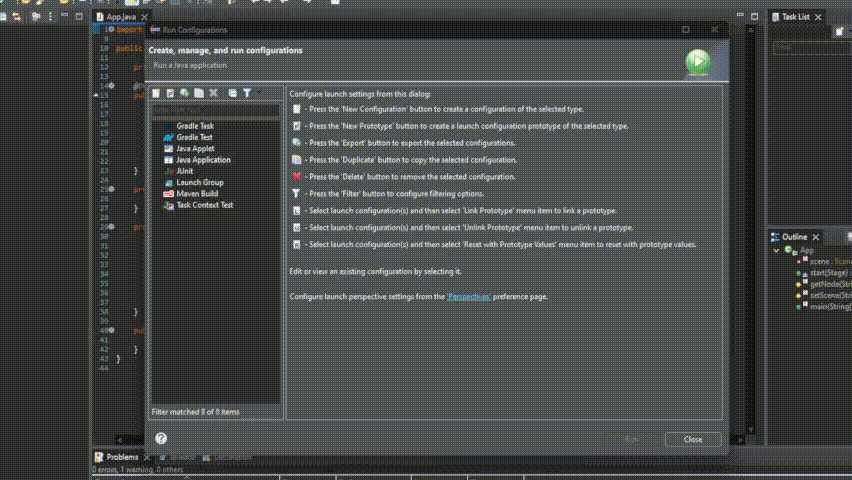 App.java
Run Configurations
Task List
Create, manage, and run configurations
Run a Java application
Configure launch settings from this dialog:
- Press the 'New Configuration' button to create a configuration of the selected type.
- Press the 'New Prototype' button to create a launch configuration prototype of the selected type.
- Press the 'Export' button to export the selected configurations.
- Press the 'Duplicate' button to copy the selected configuration.
- Press the 'Delete' button to remove the selected configuration.
- Press the 'Filter' button to configure filtering options.
- Select launch configuration(s) and then select 'Link Prototype' menu item to link a prototype.
- Select launch configuration(s) and then select 'Unlink Prototype' menu item to unlink a prototype.
- Select launch configuration(s) and then select 'Reset with Prototype Values' menu item to reset with prototype values.
Edit or view an existing configuration by selecting it.
Configure launch perspective settings from the 'Perspectives' preference page.
Gradle Task
Gradle Test
Java Applet
Java Application
JUnit
Launch Group
Maven Build
Task Context Test
Filter matched 8 of 8 items
Close
import
9
10
11
12
13
14
15
16
17
18
19
20
21
22
23
24
25
26
27
28
29
30
31
32
33
34
35
36
37
38
39
40
41
42
43
44
}
}
}
}
}
Outline
App
scene : Scene
start(Stage)
getNode(Stri
setScene(Stri
main(String[
Problems
Javadoc
Declaration
0 errors, 1 warning, 0 others